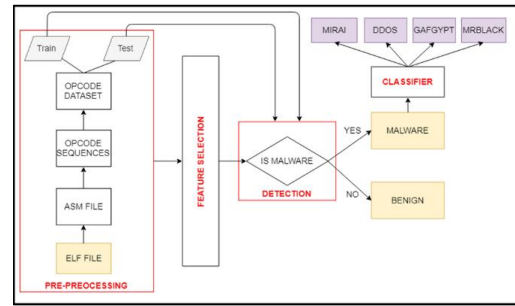 MIRAI
DDOS
GAFGYPT
MRBLACK
Train
Test
CLASSIFIER
OPCODE
DATASET
OPCODE
SEQUENCES
ASM FILE
ELF FILE
PRE-PREOCESSING
FEATURE SELECTION
IS MALWARE
DETECTION
YES
NO
MALWARE
BENIGN